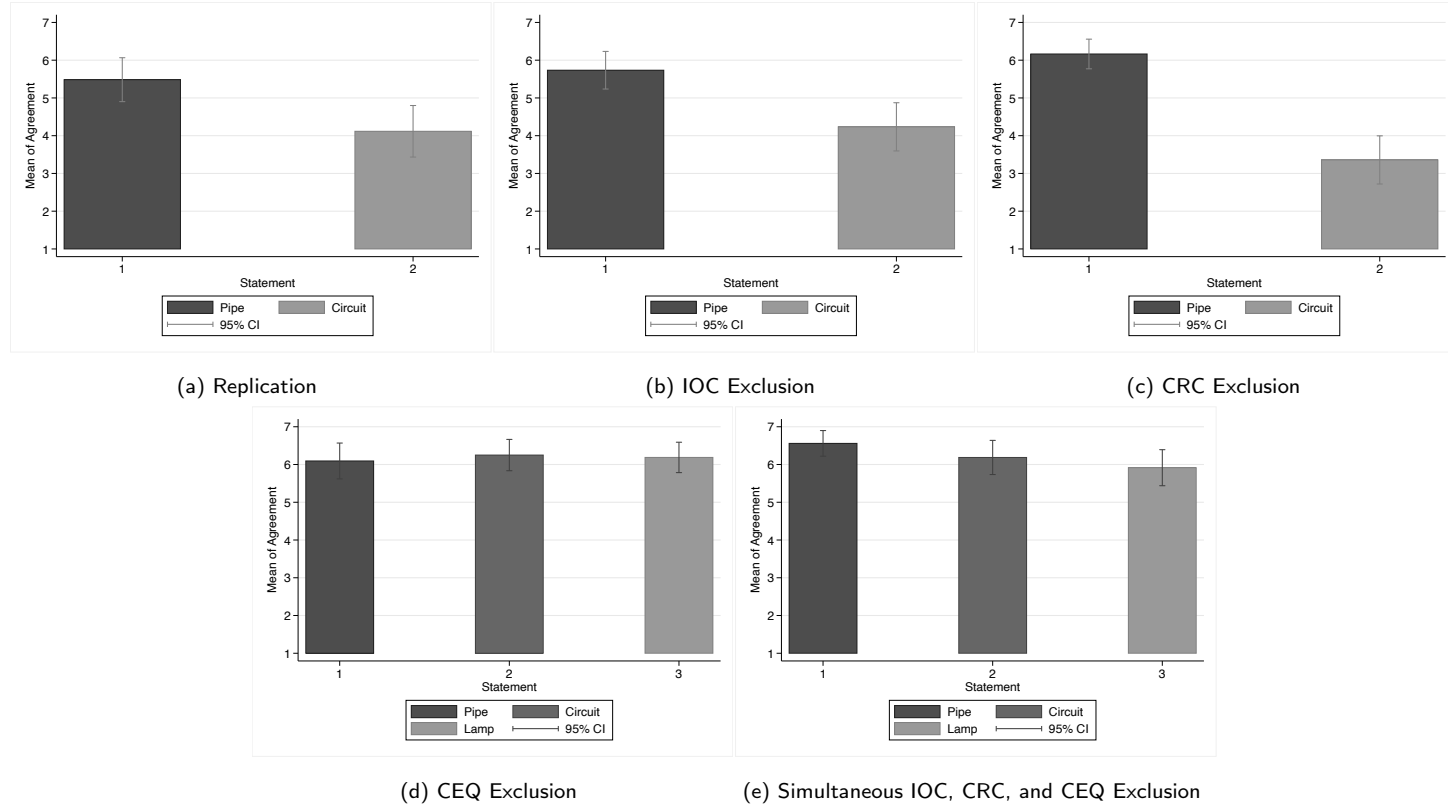 7
6
5
4
3
2
1
Mean of Agreement
1 2
Statement
Pipe Circuit
95% CI
(a) Replication
7
6
5
4
3
2
1
Mean of Agreement
1 2
Statement
Pipe Circuit
95% CI
(b) IOC Exclusion
7
6
5
4
3
2
1
Mean of Agreement
1 2
Statement
Pipe Circuit
95% CI
(c) CRC Exclusion
7
6
5
4
3
2
1
Mean of Agreement
1 2 3
Statement
Pipe Circuit
Lamp 95% CI
(d) CEQ Exclusion
7
6
5
4
3
2
1
Mean of Agreement
1 2 3
Statement
Pipe Circuit
Lamp 95% CI
(e) Simultaneous IOC, CRC, and CEQ Exclusion